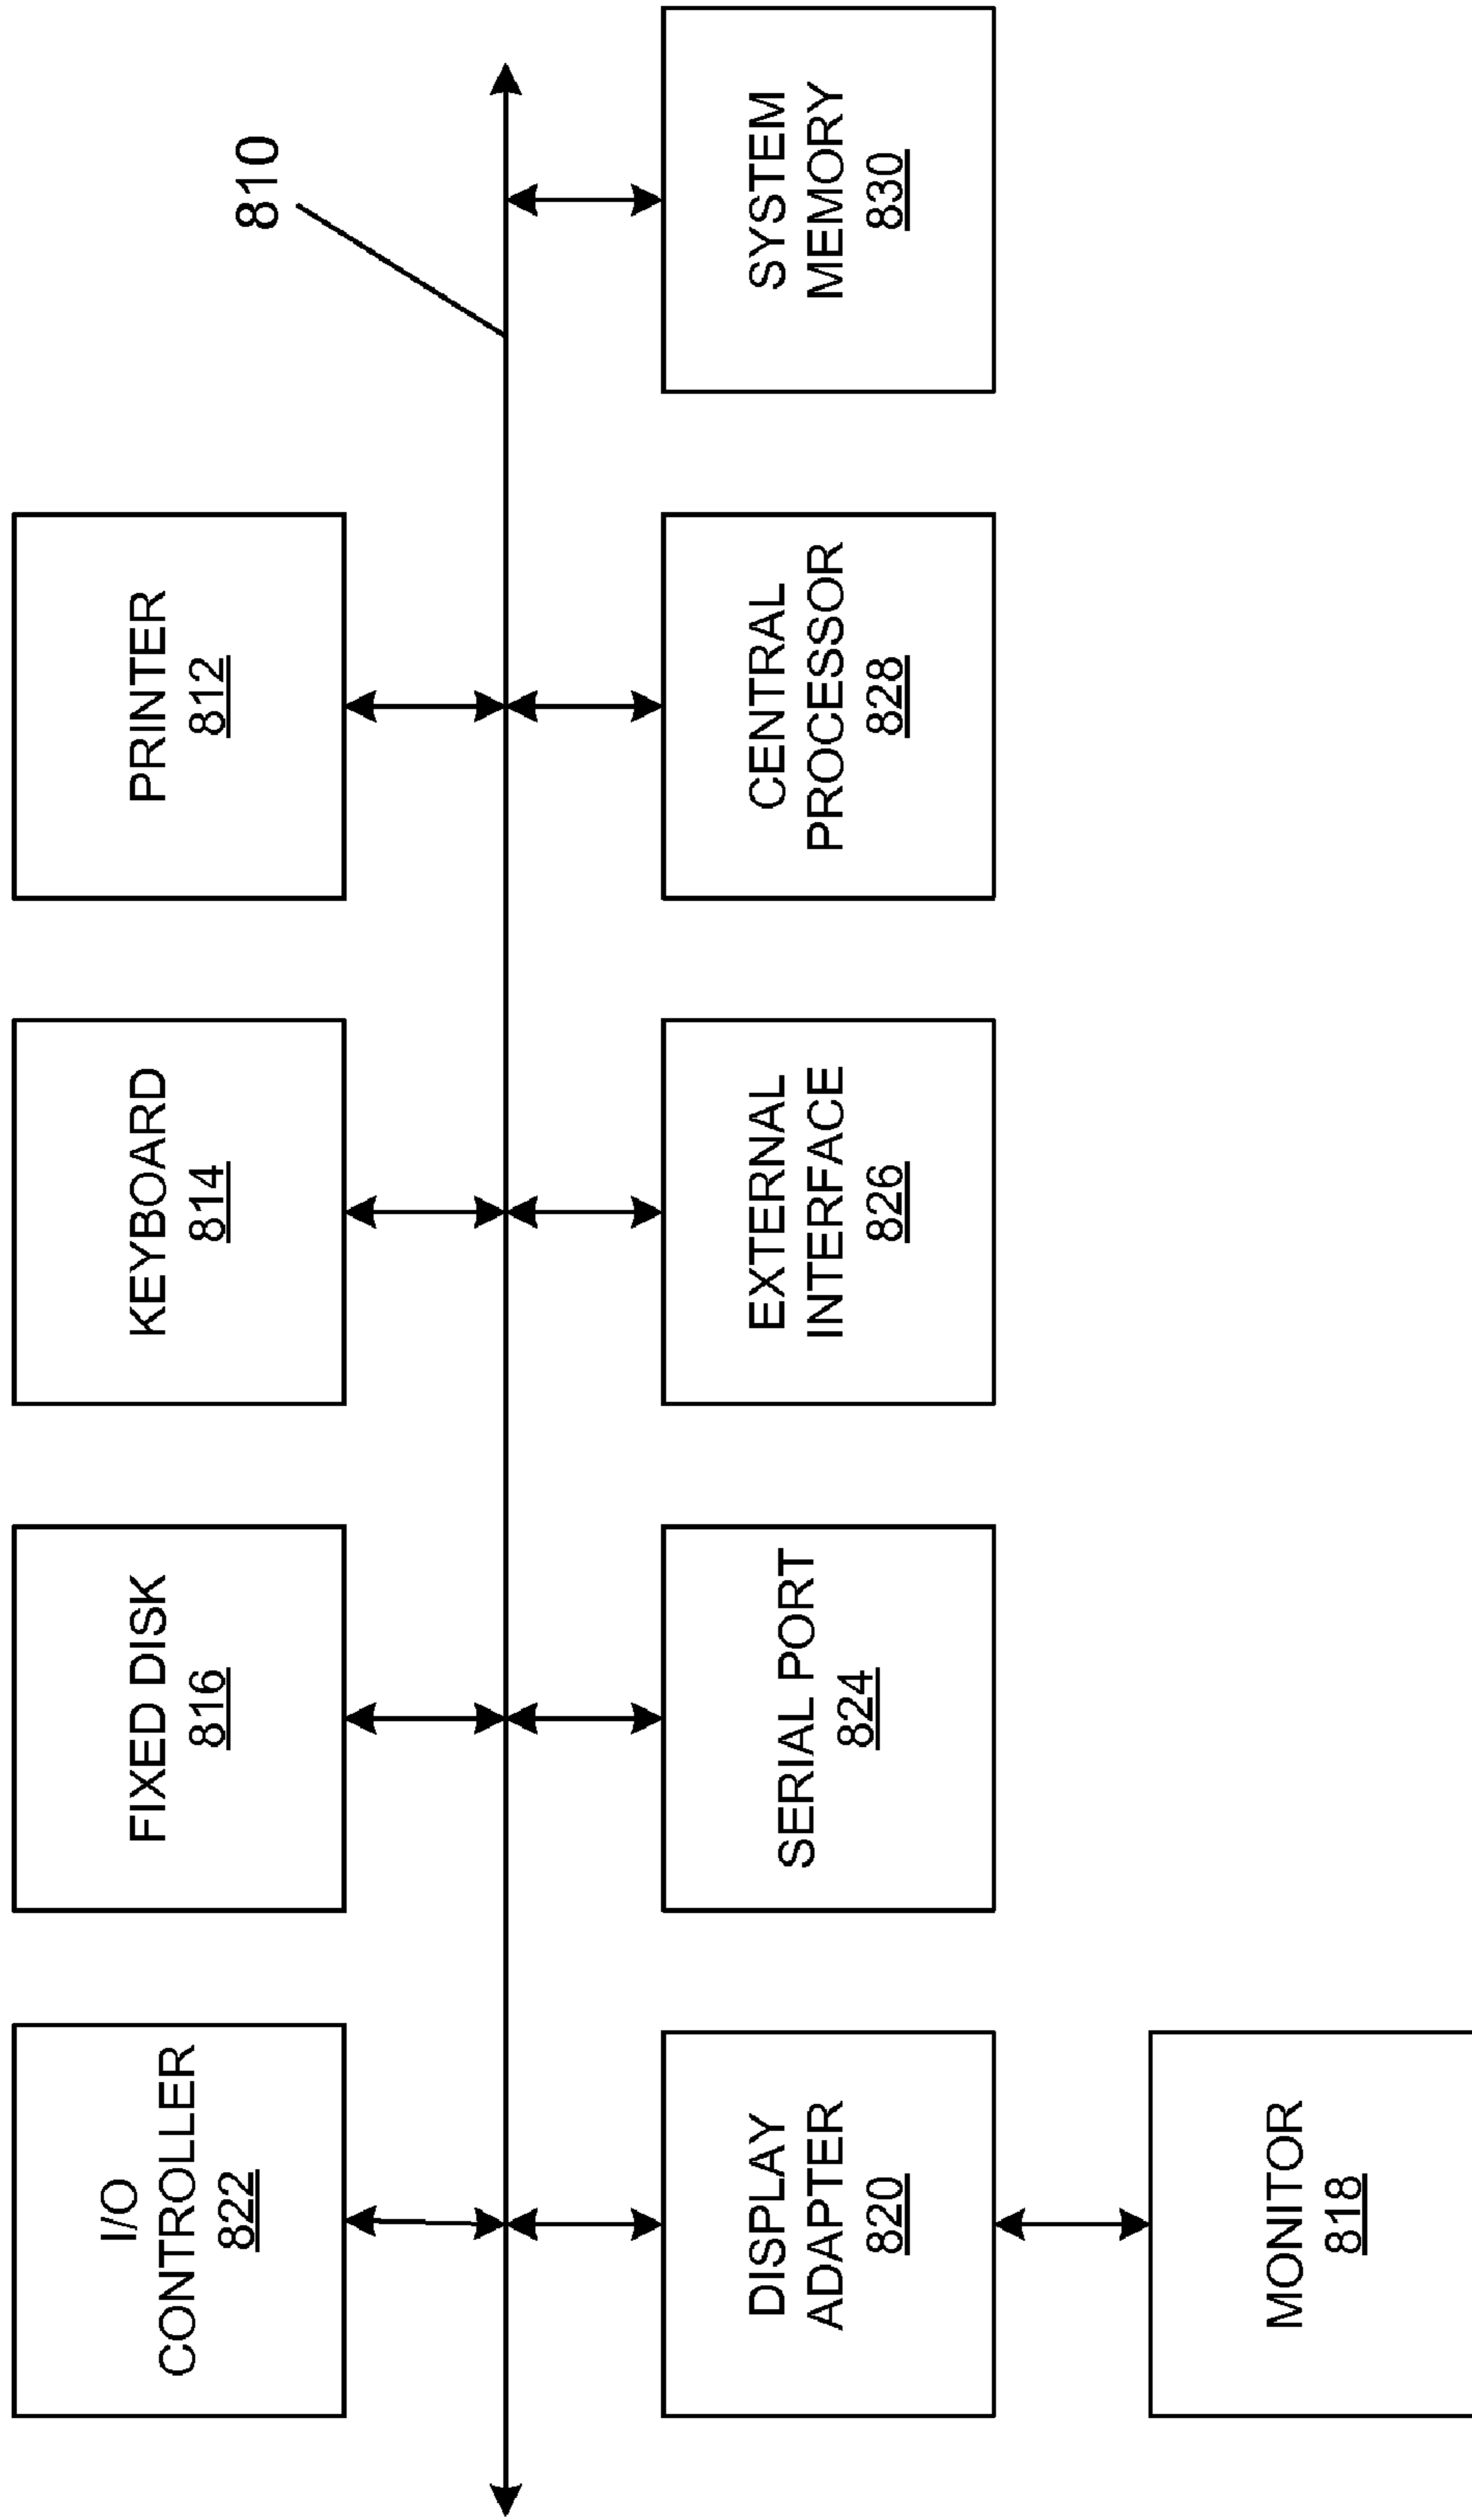 810
I/O
CONTROLLER
822
FIXED DISK
816
KEYBOARD
814
PRINTER
812
DISPLAY
ADAPTER
820
SERIAL PORT
824
EXTERNAL
INTERFACE
826
CENTRAL
PROCESSOR
828
SYSTEM
MEMORY
830
MONITOR
818